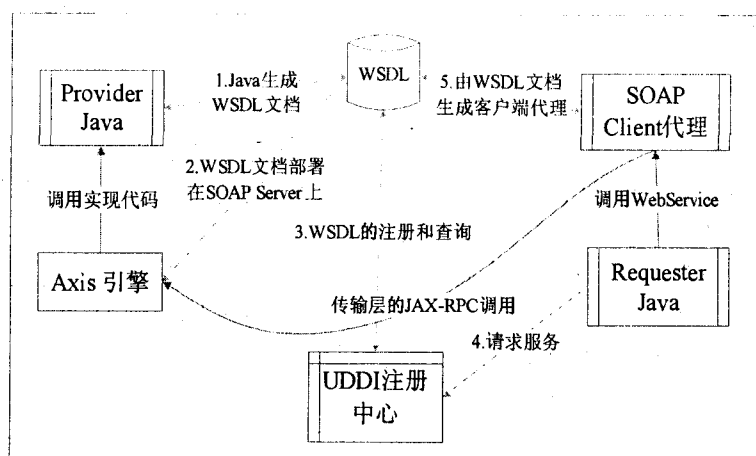 1.Java生成
WSDL文档
WSDL
5.由WSDL文档
生成客户端代理
Provider
Java
SOAP
Client代理
2.WSDL文档部署
在SOAP Server上
调用实现代码
调用WebService
3.WSDL的注册和查询
Axis 引擎
Requester
Java
传输层的JAX-RPC调用
4.请求服务
UDDI注册
中心